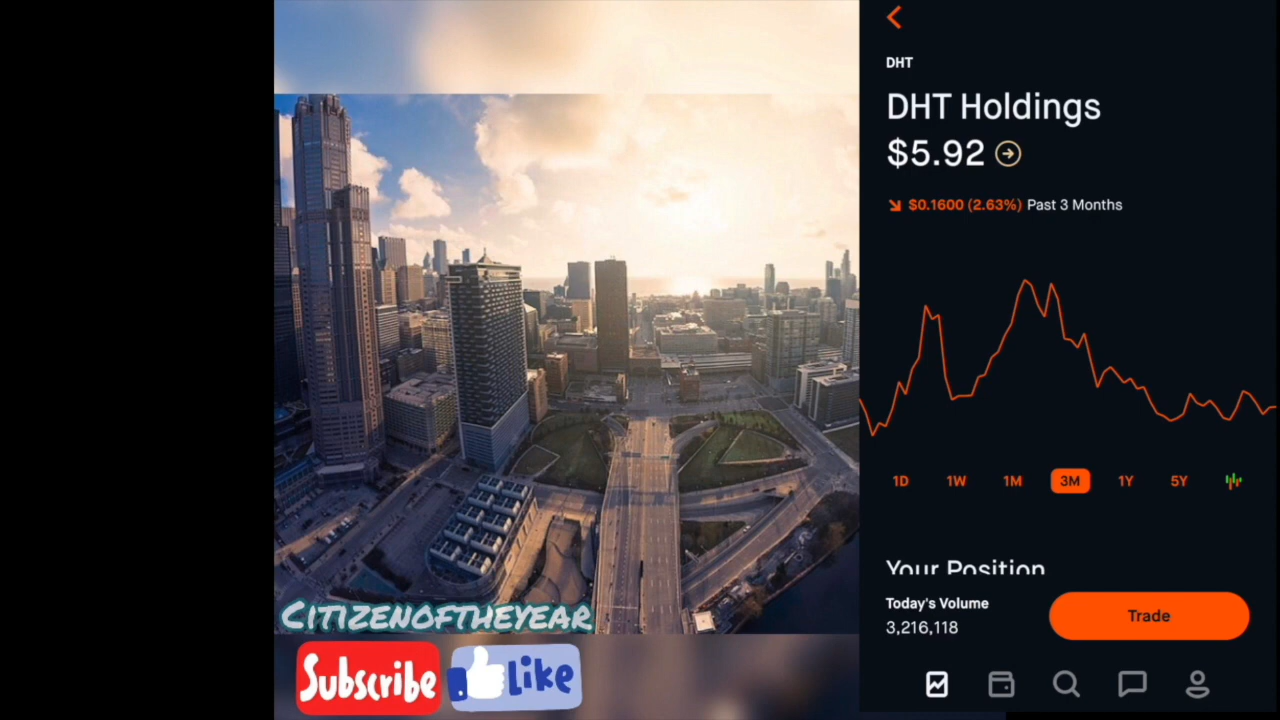 DHT
DHT Holdings
$5.92
$0.1600 (2.63%) Past 3 Months
1D 1W 1M 3M 1Y 5Y
Your Position
Today's Volume
3,216,118
Trade
CITIZENOFTHEYEAR
Subscribe
Like